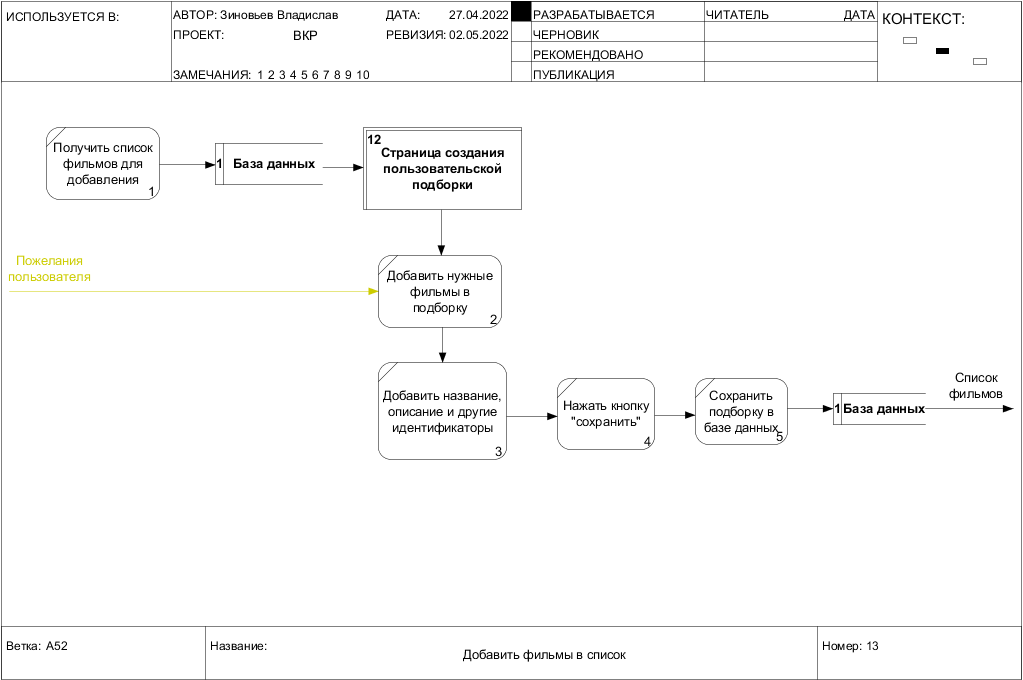 ИСПОЛЬЗУЕТСЯ В:
АВТОР: Зиновьев Владислав
ДАТА: 27.04.2022
ПРОЕКТ: ВКР
РЕВИЗИЯ: 02.05.2022
ЗАМЕЧАНИЯ: 1 2 3 4 5 6 7 8 9 10
РАЗРАБАТЫВАЕТСЯ
ЧЕРНОВИК
РЕКОМЕНДОВАНО
ПУБЛИКАЦИЯ
ЧИТАТЕЛЬ ДАТА
КОНТЕКСТ:
Получить список
фильмов для
добавления
1
1 База данных
12
Страница создания
пользовательской
подборки
Пожелания
пользователя
Добавить нужные
фильмы в
подборку
2
Добавить название,
описание и другие
идентификаторы
3
Нажать кнопку
"сохранить"
4
Сохранить
подборку в
базе данных
5
1 База данных
Список
фильмов
Ветка: A52
Название:
Добавить фильмы в список
Номер: 13